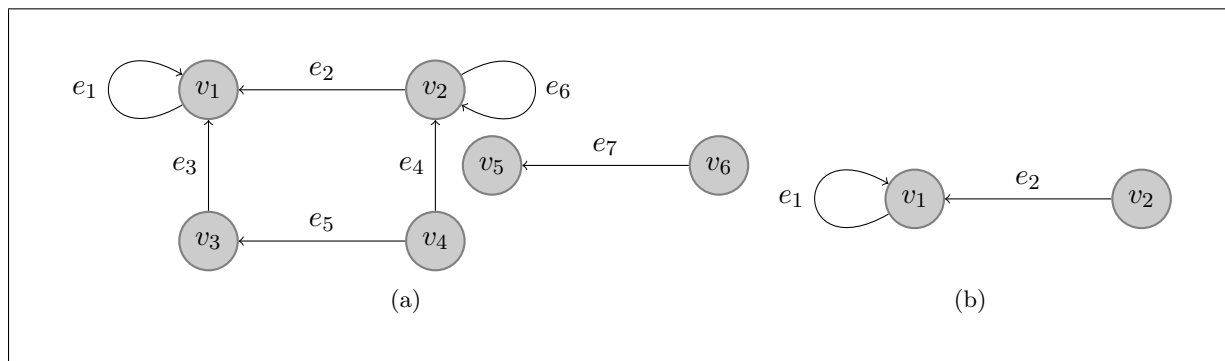 e₁ v₁ e₂ v₂ e₆
e₃ e₄ v₅ e₇ v₆
e₁ v₁ e₂ v₂
v₃ e₅ v₄
(a) (b)